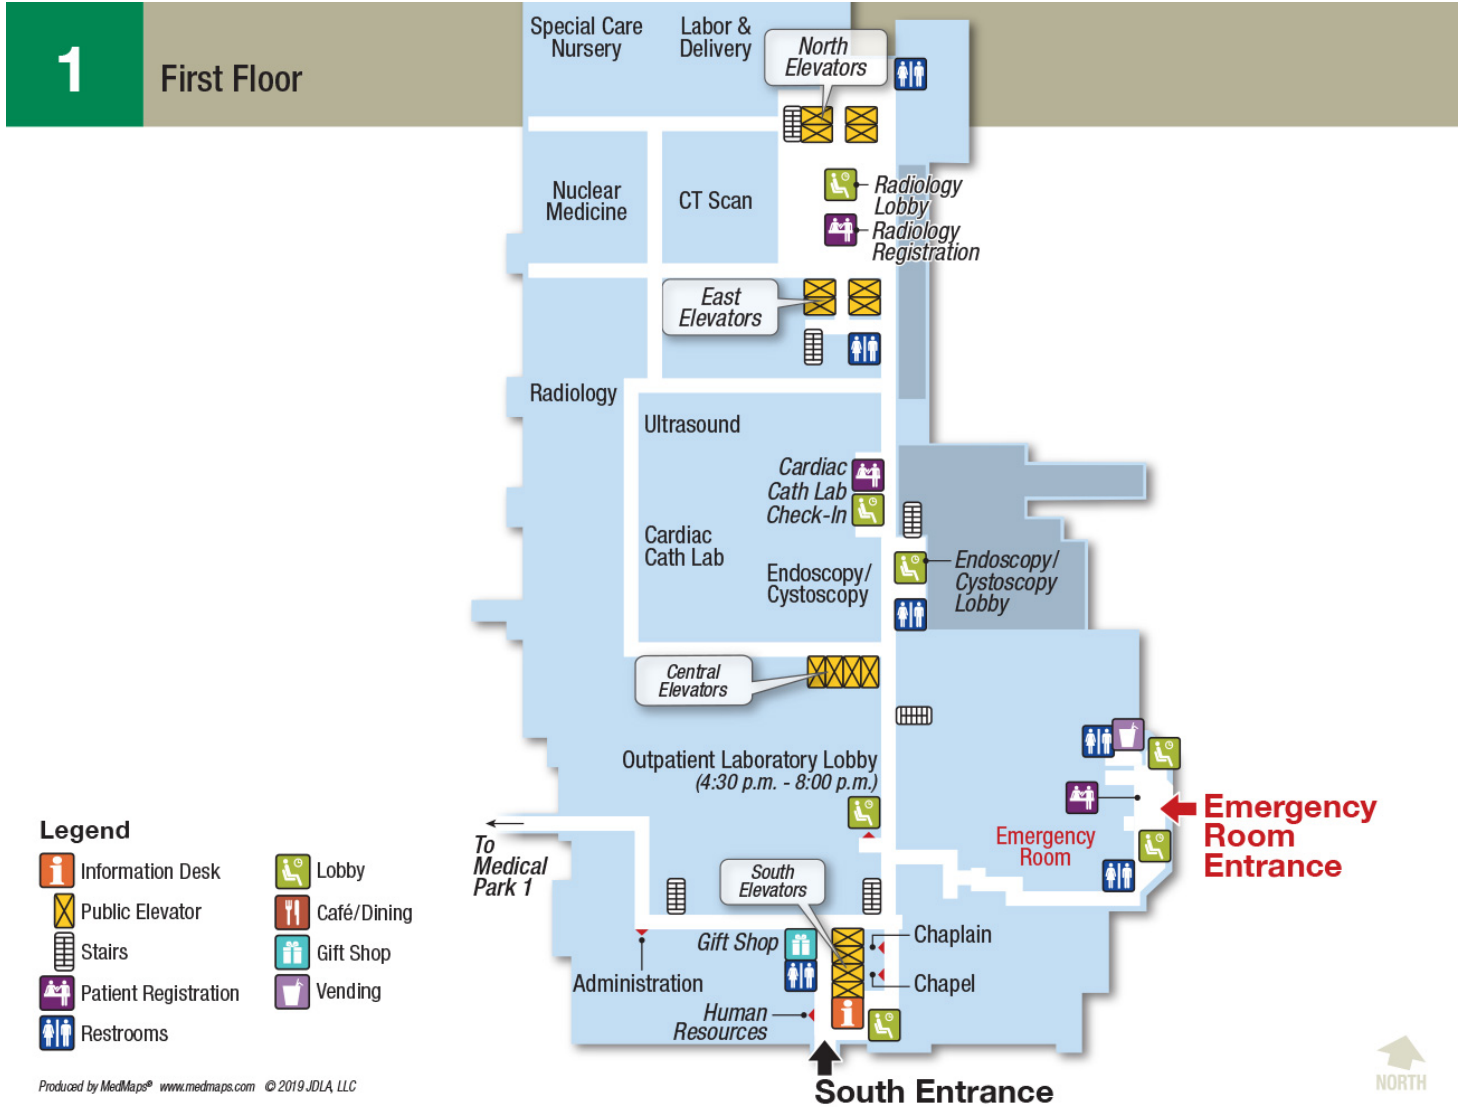 1
First Floor
Special Care
Nursery
Labor &
Delivery
North
Elevators
Nuclear
Medicine
CT Scan
Radiology
Lobby
Radiology
Registration
East
Elevators
Radiology
Ultrasound
Cardiac
Cath Lab
Check-In
Cardiac
Cath Lab
Endoscopy/
Cystoscopy
Endoscopy/
Cystoscopy
Lobby
Central
Elevators
Outpatient Laboratory Lobby
(4:30 p.m. - 8:00 p.m.)
Emergency
Room
Emergency
Room
Entrance
To
Medical
Park 1
South
Elevators
Gift Shop
Chaplain
Administration
Chapel
Human
Resources
South Entrance
Legend
Information Desk
Public Elevator
Stairs
Patient Registration
Restrooms
Lobby
Café/Dining
Gift Shop
Vending
Produced by MedMaps® www.medmaps.com © 2019 JDLA, LLC
NORTH